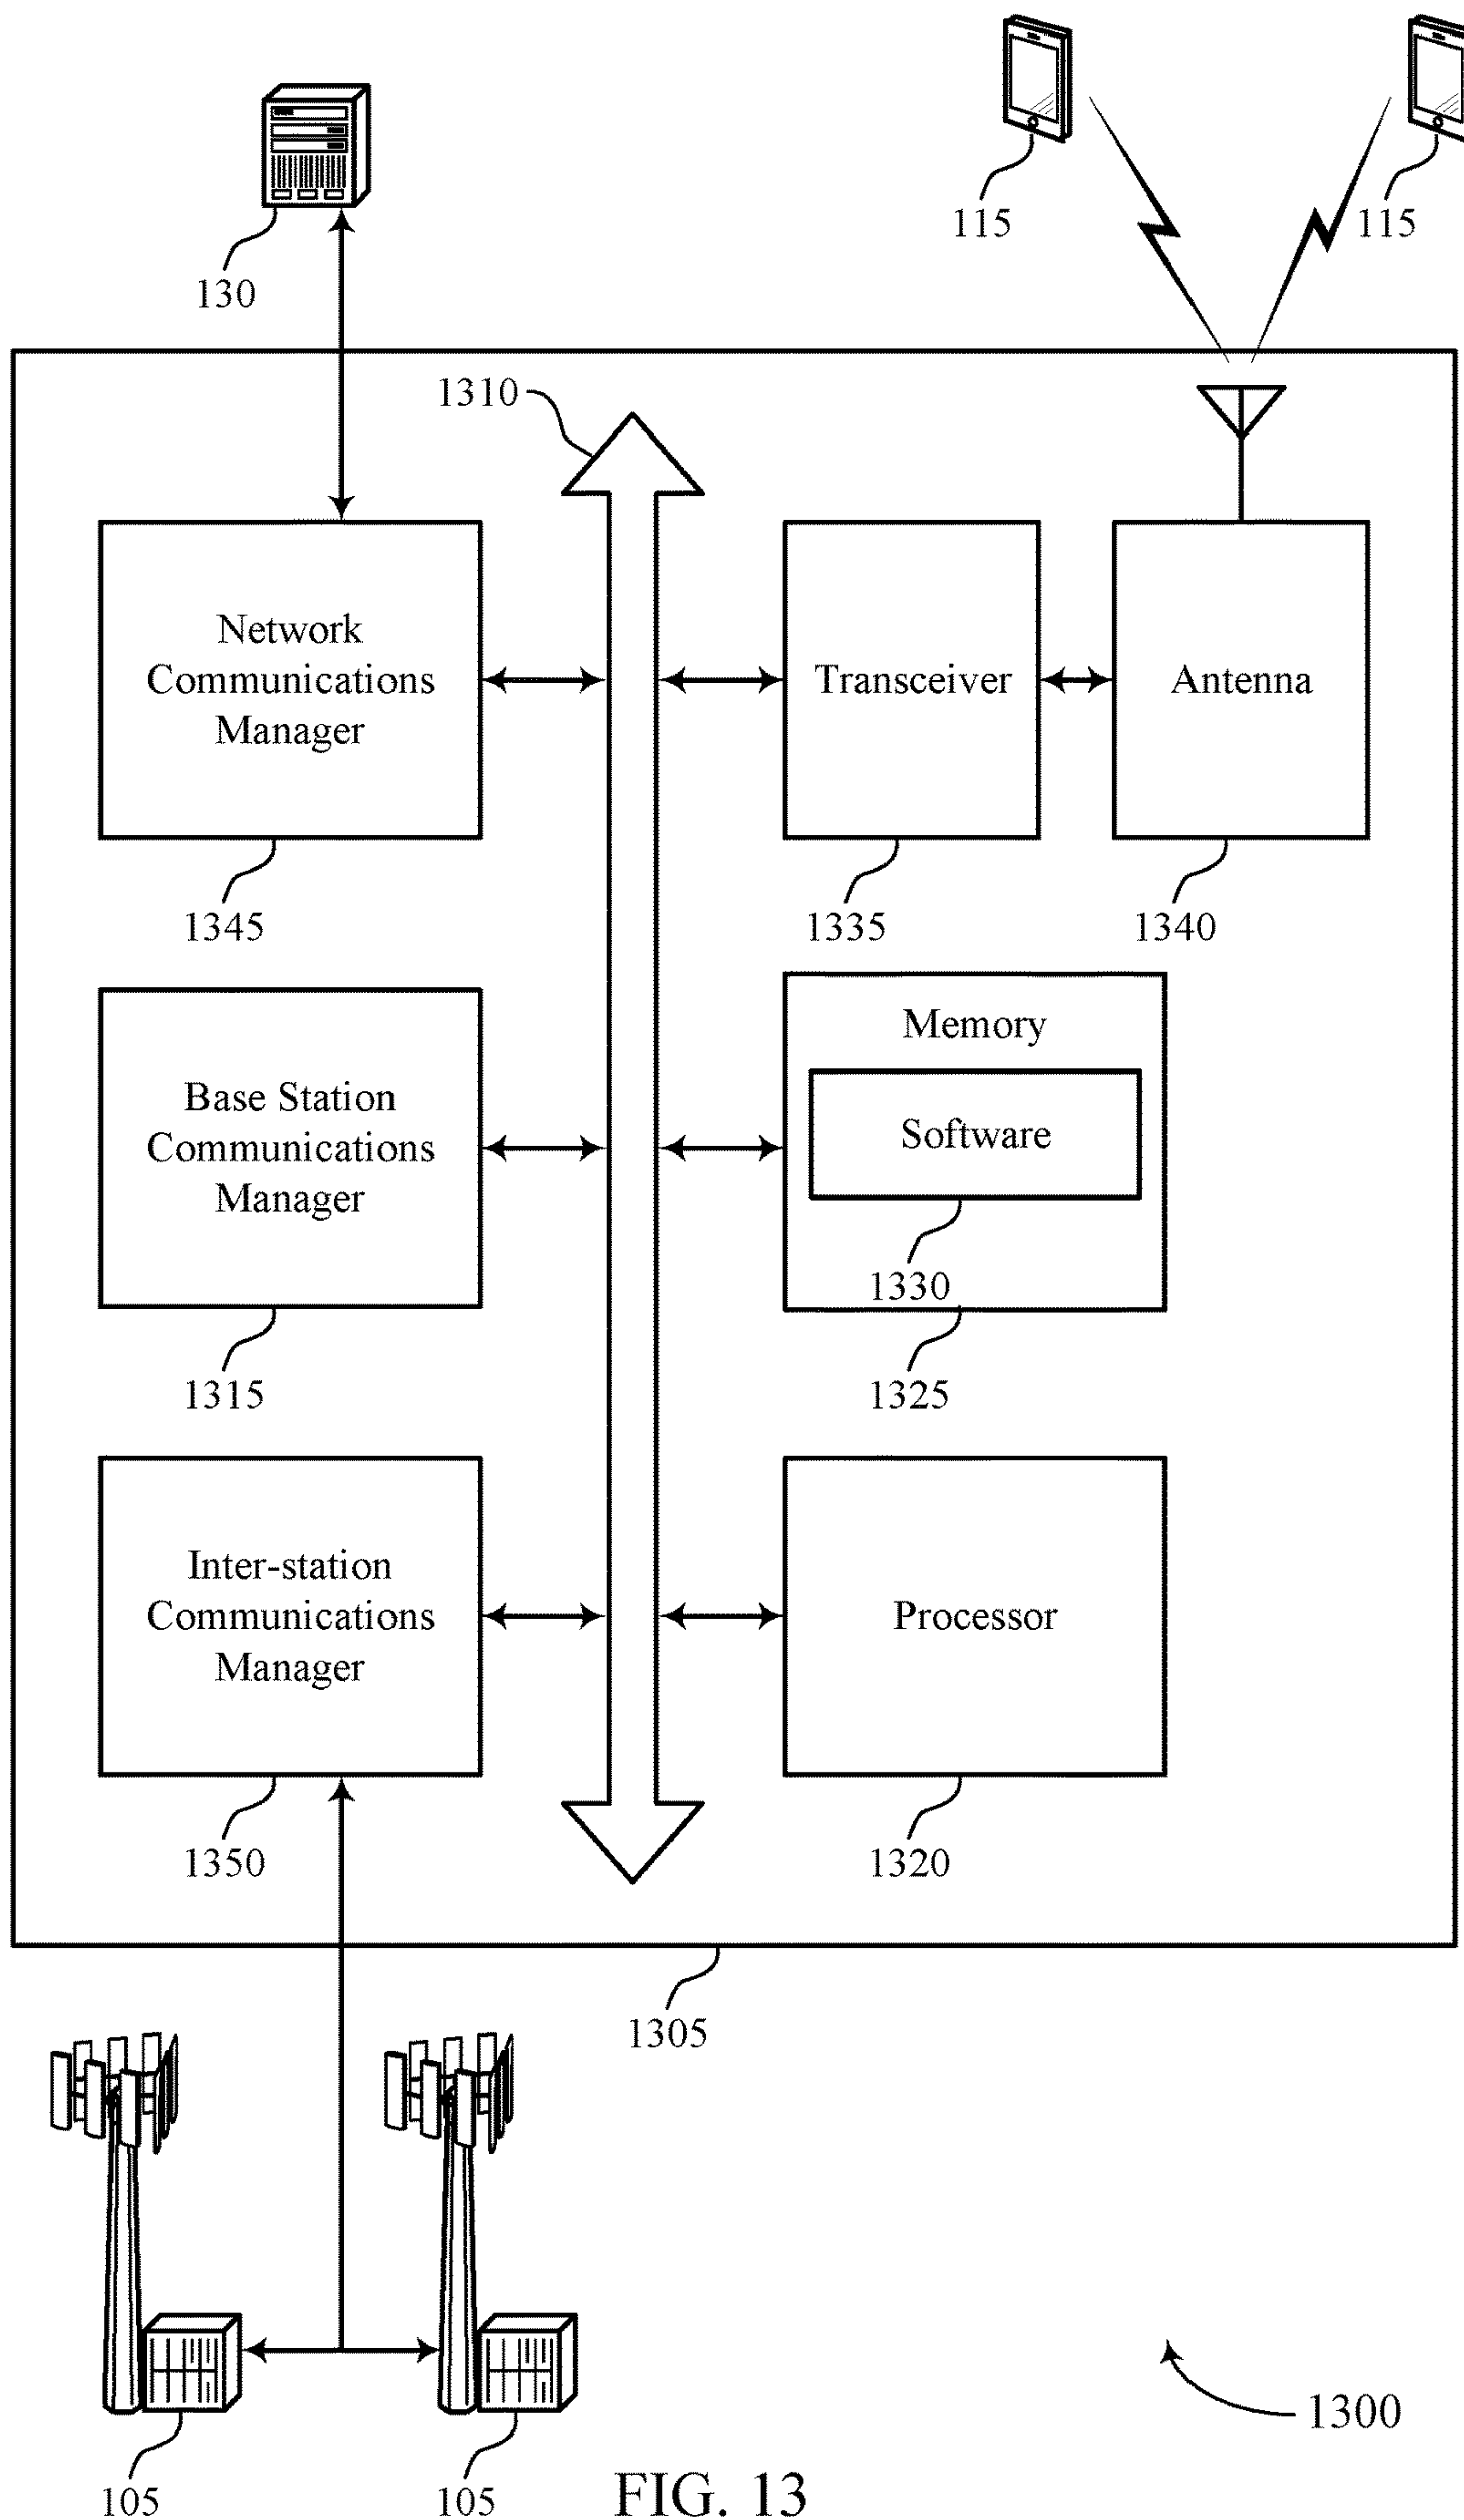 115
115
130
1310
Network
Communications
Manager
Transceiver
Antenna
1345
1335
1340
Memory
Base Station
Communications
Manager
Software
1330
1315
1325
Inter-station
Communications
Manager
Processor
1350
1320
1305
1300
105
105
FIG. 13